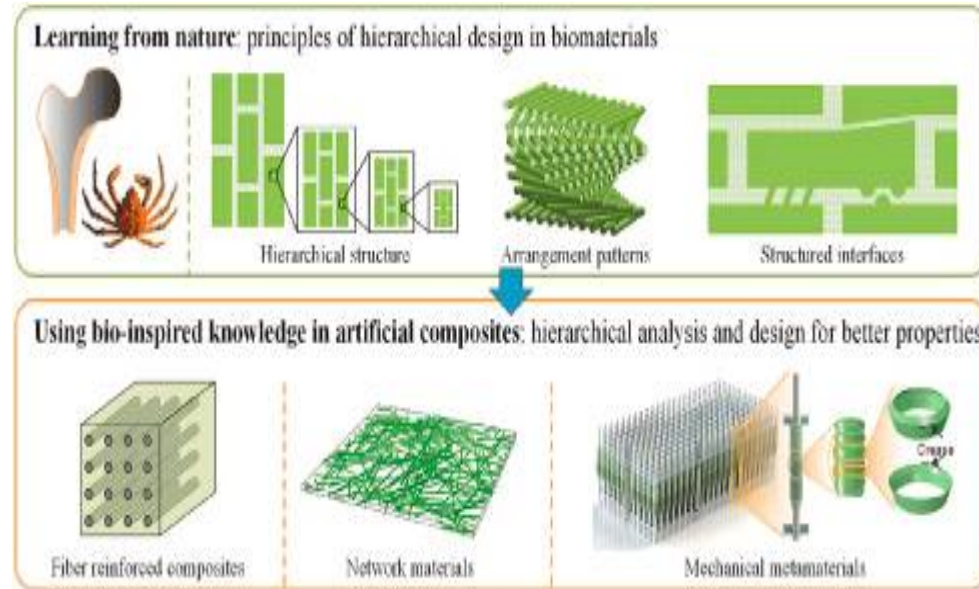 Learning from nature: principles of hierarchical design in biomaterials
Hierarchical structure
Arrangement patterns
Structured interfaces
Using bio-inspired knowledge in artificial composites: hierarchical analysis and design for better properties
Crease
Fiber reinforced composites
Network materials
Mechanical metamaterials